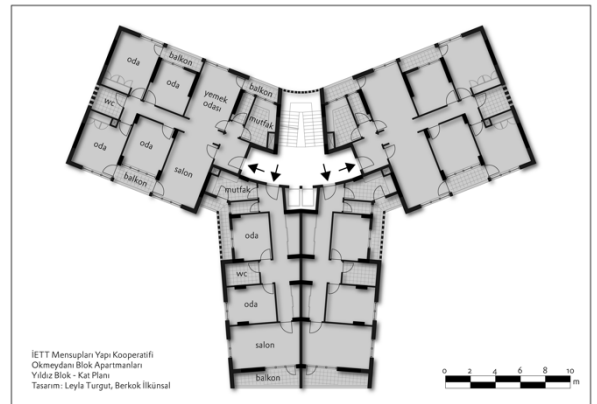 balkon
balkon
oda
oda
yemek
odası
wc
mutfak
oda
oda
salon
balkon
mutfak
oda
wc
oda
salon
balkon
İETT Mensupları Yapı Kooperatifi
Okmeydanı Blok Apartmanları
Yıldız Blok - Kat Planı
Tasarım: Leyla Turgut, Berkok İlkünsal
0 2 4 6 8 10
m